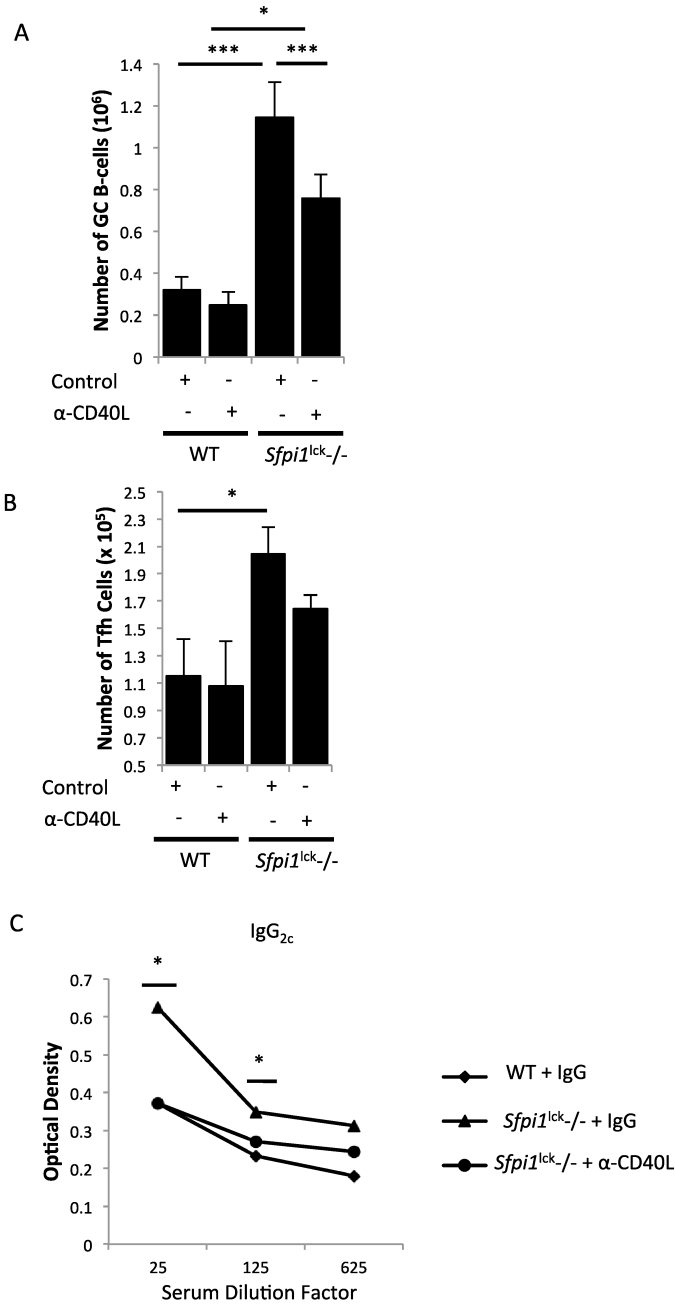 A
*
***
***
1.4
1.2
1
0.8
0.6
0.4
0.2
0
Number of GC B-cells (10⁶)
Control + - + -
α-CD40L - + - +
WT Sfpi1ˡᶜᵏ-/-
B
*
2.5
2.3
2.1
1.9
1.7
1.5
1.3
1.1
0.9
0.7
0.5
Number of Tfh Cells (x 10⁵)
Control + - + -
α-CD40L - + - +
WT Sfpi1ˡᶜᵏ-/-
C
IgG₂c
*
*
0.7
0.6
0.5
0.4
0.3
0.2
0.1
0
Optical Density
25 125 625
Serum Dilution Factor
WT + IgG
Sfpi1ˡᶜᵏ-/- + IgG
Sfpi1ˡᶜᵏ-/- + α-CD40L